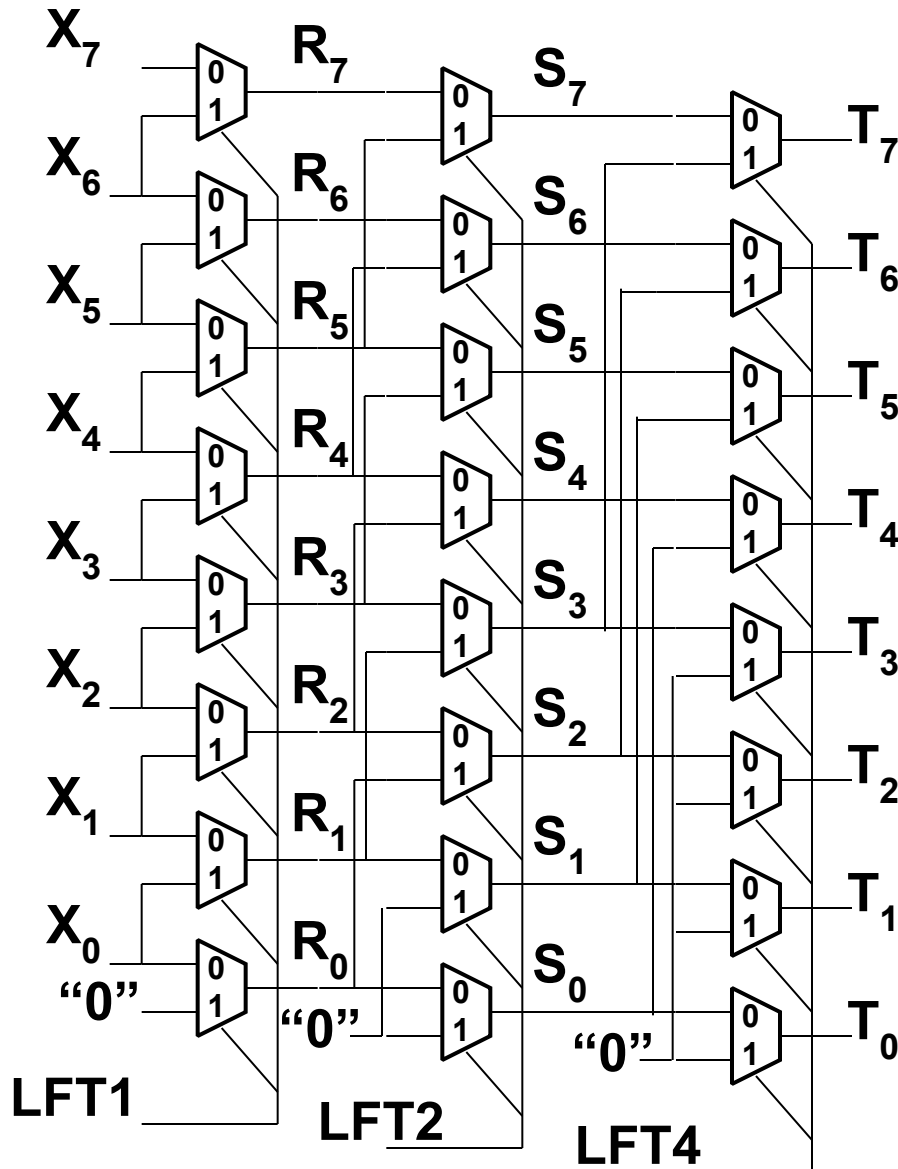 X7 R7 S7
0 0 0
1 1 1 T7
X6 R6 S6
0 0 0
1 1 1 T6
X5 R5 S5
0 0 0
1 1 1 T5
X4 R4 S4
0 0 0
1 1 1 T4
X3 R3 S3
0 0 0
1 1 1 T3
X2 R2 S2
0 0 0
1 1 1 T2
X1 R1 S1
0 0 0
1 1 1 T1
X0 R0 S0
0 0 0
“0” 1 “0” 1 “0” 1 T0
LFT1 LFT2 LFT4